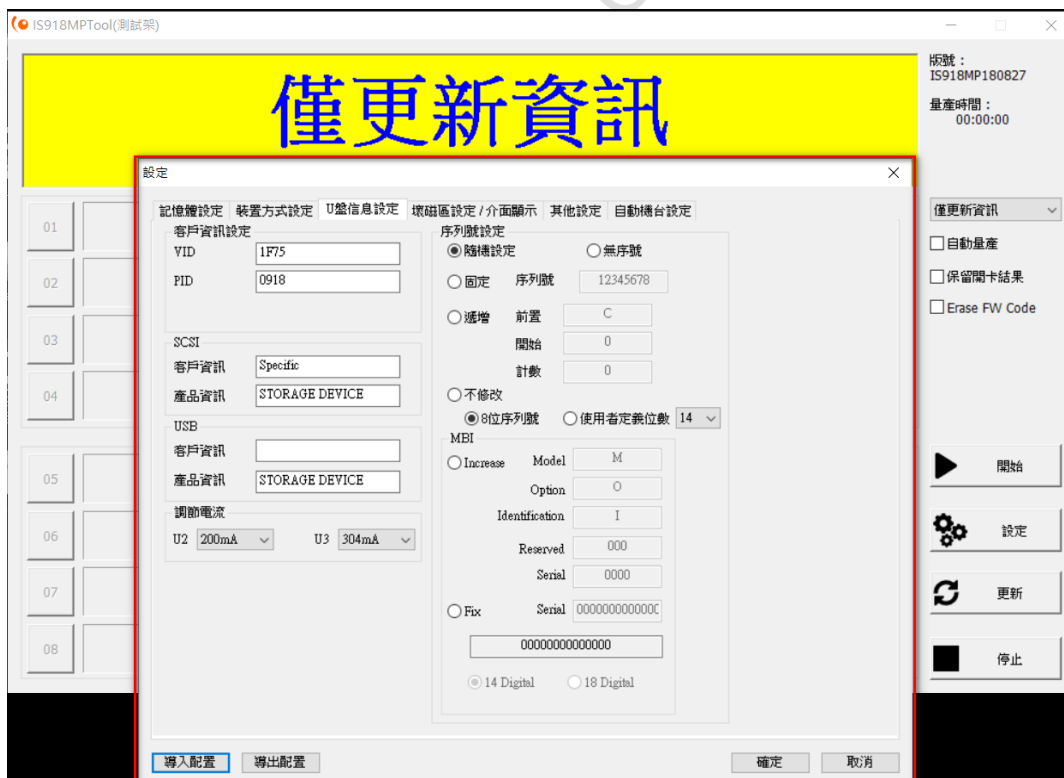 IS918MPTool(測試架)
僅更新資訊
版號：
IS918MP180827
量產時間：
00:00:00
設定
記憶體設定 裝置方式設定 U盤信息設定 壞磁區設定 / 介面顯示 其他設定 自動機台設定
客戶資訊設定
VID 1F75
PID 0918
SCSI
客戶資訊 Specific
產品資訊 STORAGE DEVICE
USB
客戶資訊
產品資訊 STORAGE DEVICE
調節電流
U2 200mA U3 304mA
序列號設定
隨機設定 無序號
固定 序列號 12345678
遞增 前置 C
開始 0
計數 0
不修改
8位序列號 使用者定義位數 14
MBI
Increase Model M
Option O
Identification I
Reserved 000
Serial 0000
Fix Serial 0000000000000
00000000000000
14 Digital 18 Digital
導入配置 導出配置 確定 取消
01
02
03
04
05
06
07
08
僅更新資訊
自動量產
保留開卡結果
Erase FW Code
開始
設定
更新
停止